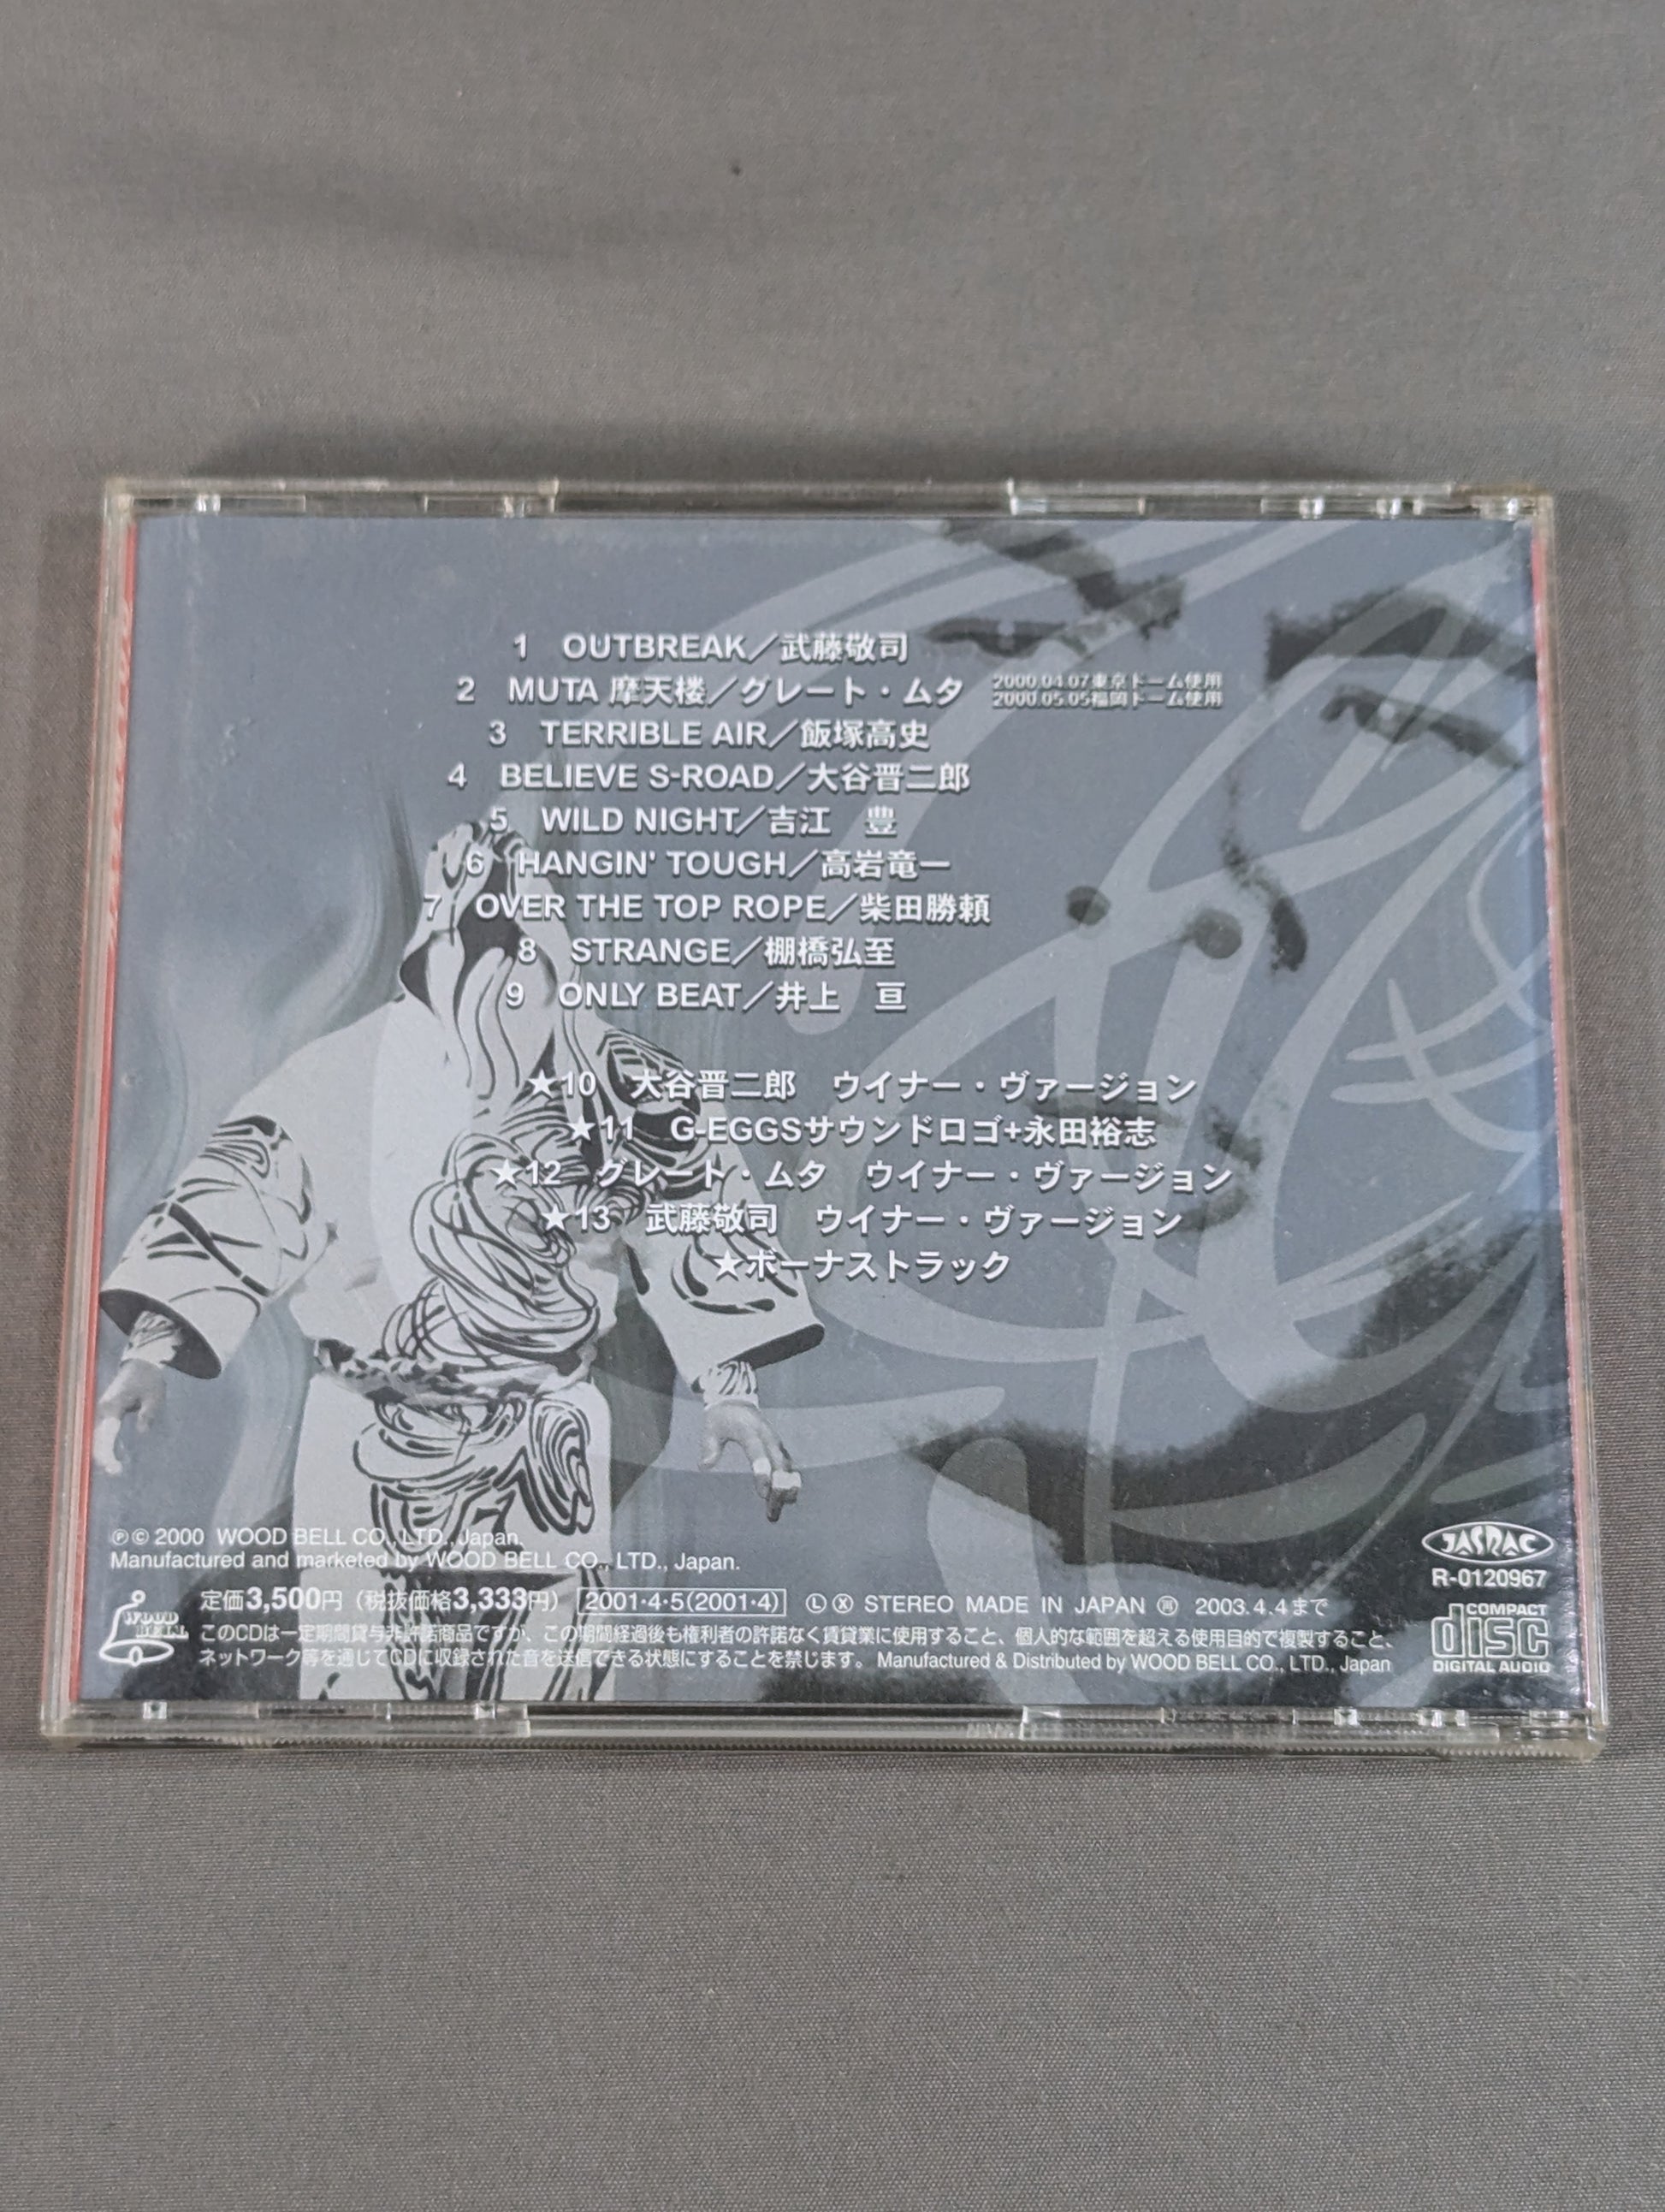 1 OUTBREAK／武藤敬司
2 MUTA 摩天楼／グレート・ムタ 2000.04.07東京ドーム使用
2000.05.05福岡ドーム使用
3 TERRIBLE AIR／飯塚高史
4 BELIEVE S-ROAD／大谷晋二郎
5 WILD NIGHT／吉江 豊
6 HANGIN' TOUGH／高岩竜一
7 OVER THE TOP ROPE／柴田勝頼
8 STRANGE／棚橋弘至
9 ONLY BEAT／井上 亘
★10 大谷晋二郎 ウイナー・ヴァージョン
★11 G-EGGSサウンドロゴ+永田裕志
★12 グレート・ムタ ウイナー・ヴァージョン
★13 武藤敬司 ウイナー・ヴァージョン
★ボーナストラック
℗© 2000 WOOD BELL CO., LTD., Japan.
Manufactured and marketed by WOOD BELL CO., LTD., Japan.
JASRAC
R-0120967
WOOD BELL
定価3,500円（税抜価格3,333円） 2001・4・5(2001・4) Ⓛ Ⓧ STEREO MADE IN JAPAN 2003.4.4まで
このCDは一定期間貸与非許諾商品ですが、この期間経過後も権利者の許諾なく賃貸業に使用すること、個人的な範囲を超える使用目的で複製すること、
ネットワーク等を通じてCDに収録された音を送信できる状態にすることを禁じます。 Manufactured & Distributed by WOOD BELL CO., LTD., Japan
COMPACT
disc
DIGITAL AUDIO